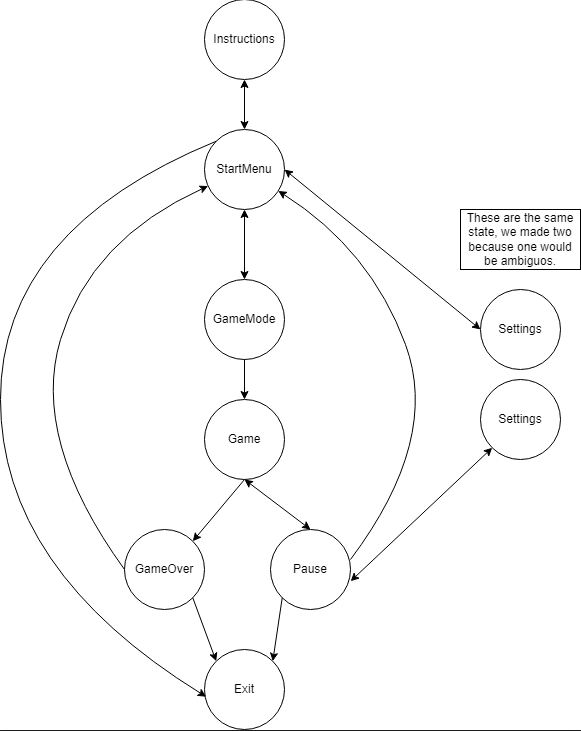 Instructions
StartMenu
These are the same
state, we made two
because one would
be ambiguos.
GameMode
Settings
Settings
Game
GameOver
Pause
Exit